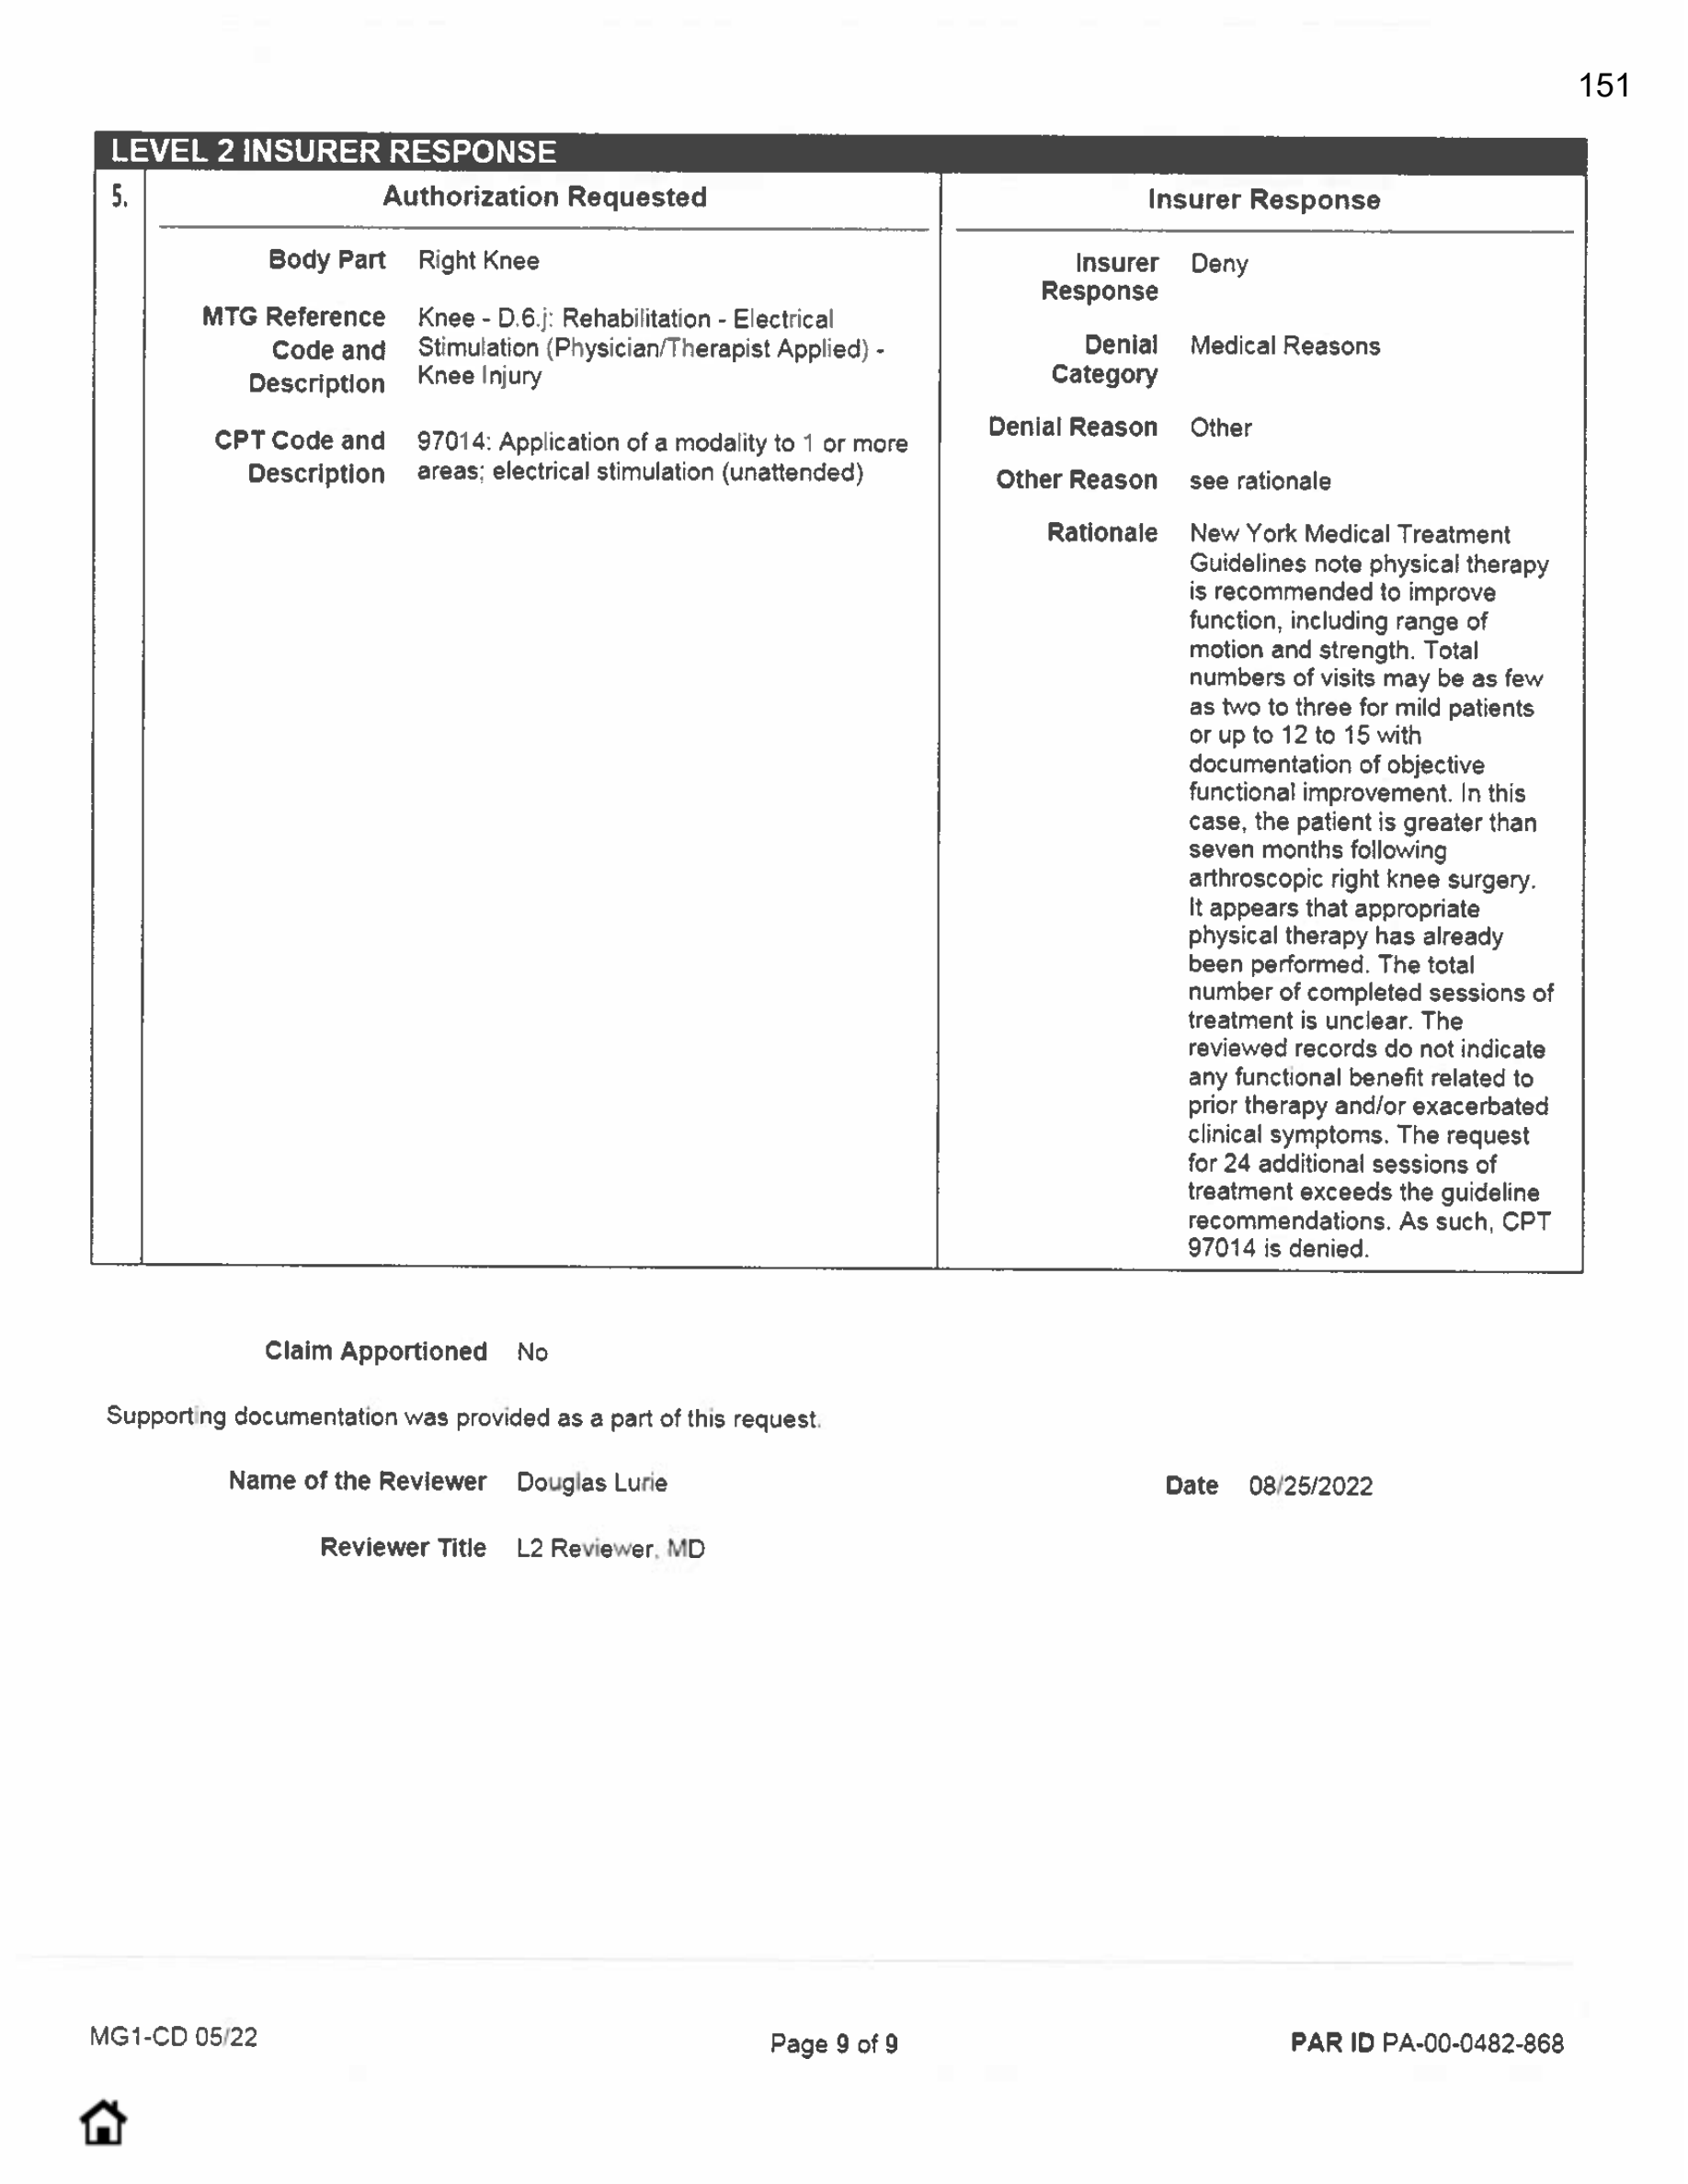 151
LEVEL 2 INSURER RESPONSE
5.
Authorization Requested
Body Part Right Knee
MTG Reference Knee - D.6.j: Rehabilitation - Electrical
Code and Stimulation (Physician/Therapist Applied) -
Description Knee Injury
CPT Code and 97014: Application of a modality to 1 or more
Description areas; electrical stimulation (unattended)
Insurer Response
Insurer Deny
Response
Denial Medical Reasons
Category
Denial Reason Other
Other Reason see rationale
Rationale New York Medical Treatment
Guidelines note physical therapy
is recommended to improve
function, including range of
motion and strength. Total
numbers of visits may be as few
as two to three for mild patients
or up to 12 to 15 with
documentation of objective
functional improvement. In this
case, the patient is greater than
seven months following
arthroscopic right knee surgery.
It appears that appropriate
physical therapy has already
been performed. The total
number of completed sessions of
treatment is unclear. The
reviewed records do not indicate
any functional benefit related to
prior therapy and/or exacerbated
clinical symptoms. The request
for 24 additional sessions of
treatment exceeds the guideline
recommendations. As such, CPT
97014 is denied.
Claim Apportioned No
Supporting documentation was provided as a part of this request.
Name of the Reviewer Douglas Lurie
Date 08/25/2022
Reviewer Title L2 Reviewer, MD
MG1-CD 05/22
Page 9 of 9
PAR ID PA-00-0482-868